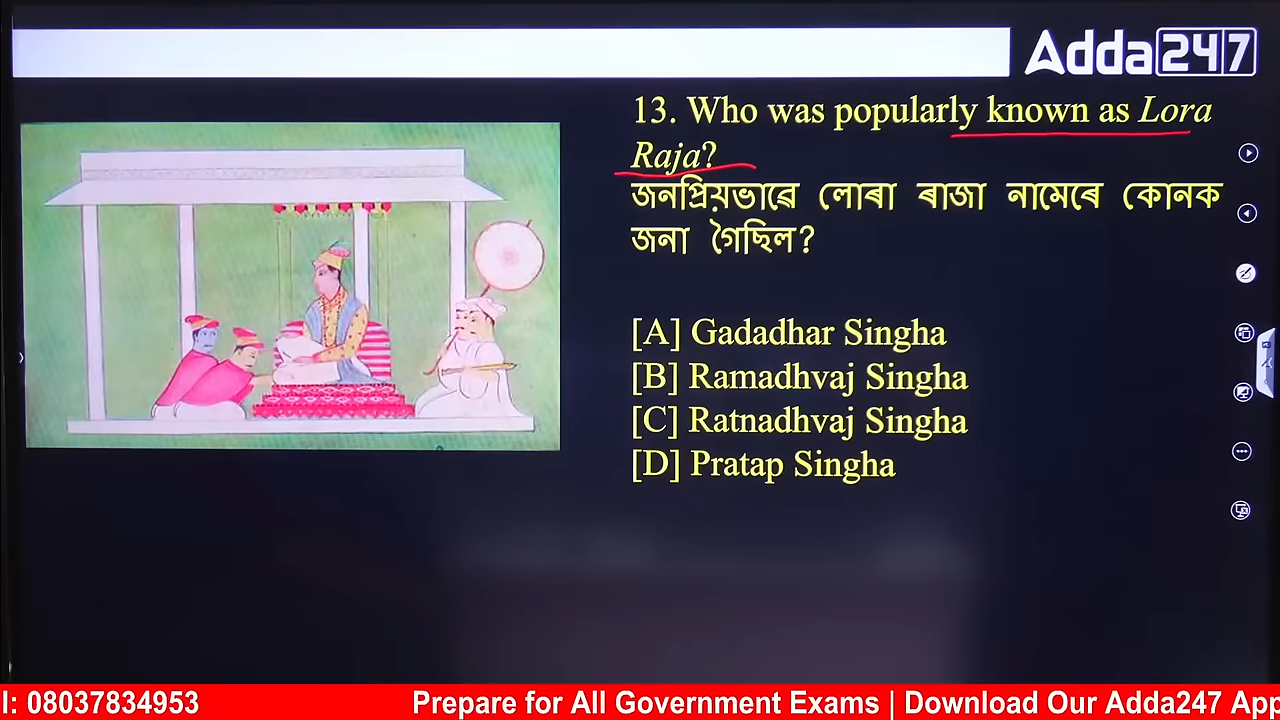 Adda247
13. Who was popularly known as Lora
Raja?
জনপ্ৰিয়ভাৱে লোৰা ৰাজা নামেৰে কোনক
জনা গৈছিল?
[A] Gadadhar Singha
[B] Ramadhvaj Singha
[C] Ratnadhvaj Singha
[D] Pratap Singha
l: 08037834953 Prepare for All Government Exams | Download Our Adda247 App